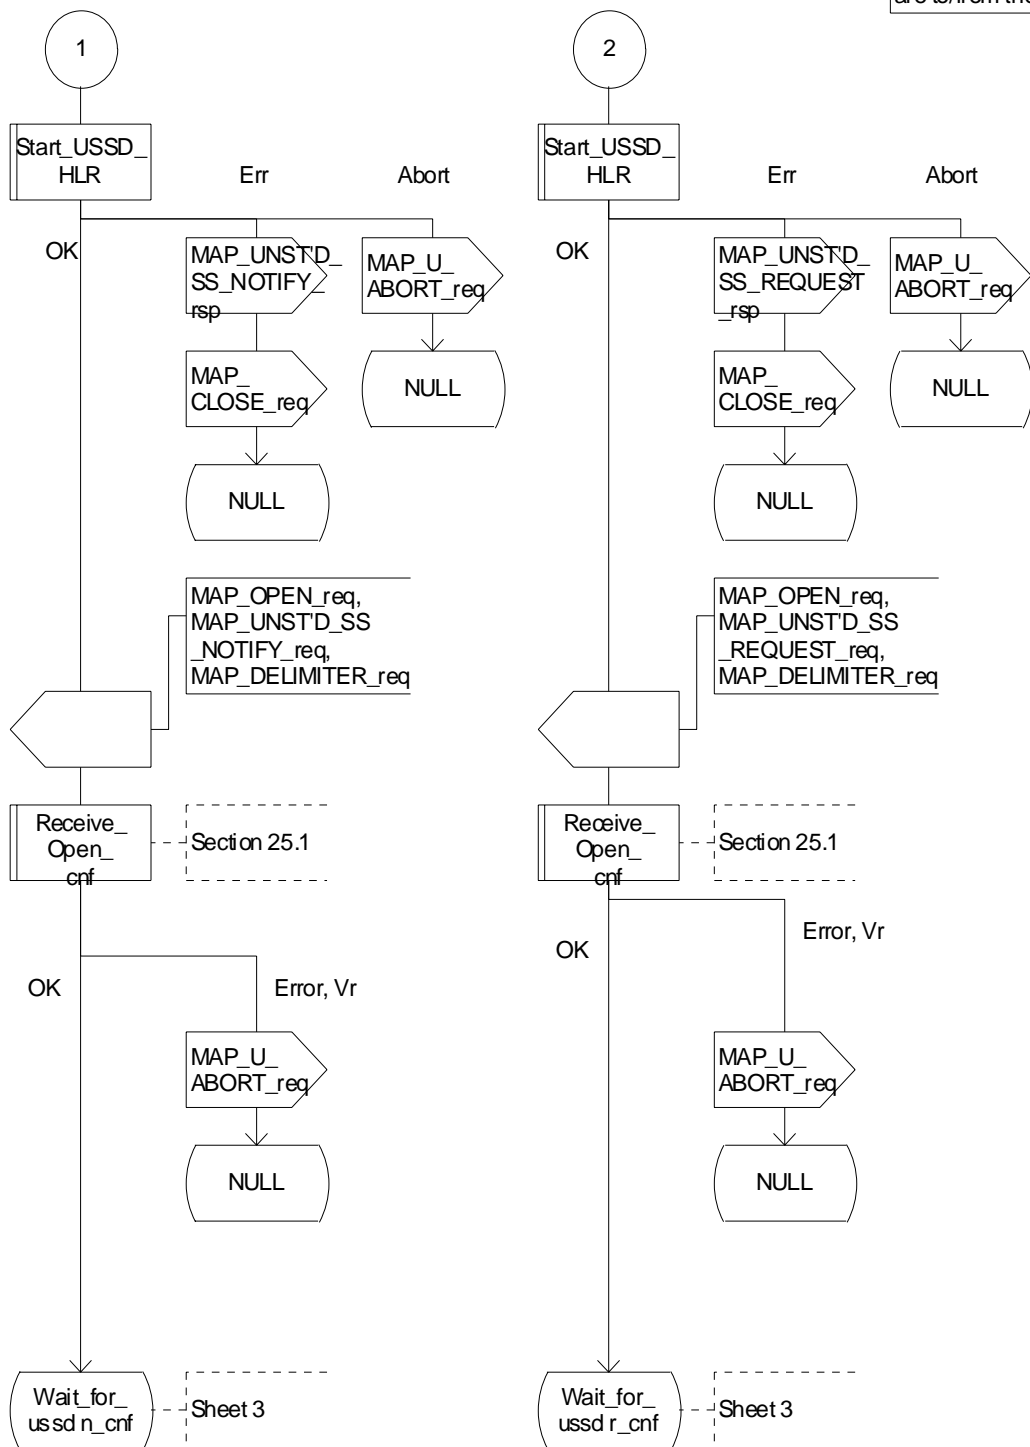 1
Start_USSD_
HLR
Err
Abort
OK
MAP_UNST'D_
SS_NOTIFY_
rsp
MAP_U_
ABORT_req
MAP_
CLOSE_req
NULL
NULL
MAP_OPEN_req,
MAP_UNST'D_SS
_NOTIFY_req,
MAP_DELIMITER_req
Receive_
Open_
cnf
Section 25.1
OK
Error, Vr
MAP_U_
ABORT_req
NULL
Wait_for_
ussd n_cnf
Sheet 3
2
Start_USSD_
HLR
Err
Abort
OK
MAP_UNST'D_
SS_REQUEST
_rsp
MAP_U_
ABORT_req
MAP_
CLOSE_req
NULL
NULL
MAP_OPEN_req,
MAP_UNST'D_SS
_REQUEST_req,
MAP_DELIMITER_req
Receive_
Open_
cnf
Section 25.1
Error, Vr
OK
MAP_U_
ABORT_req
NULL
Wait_for_
ussd r_cnf
Sheet 3